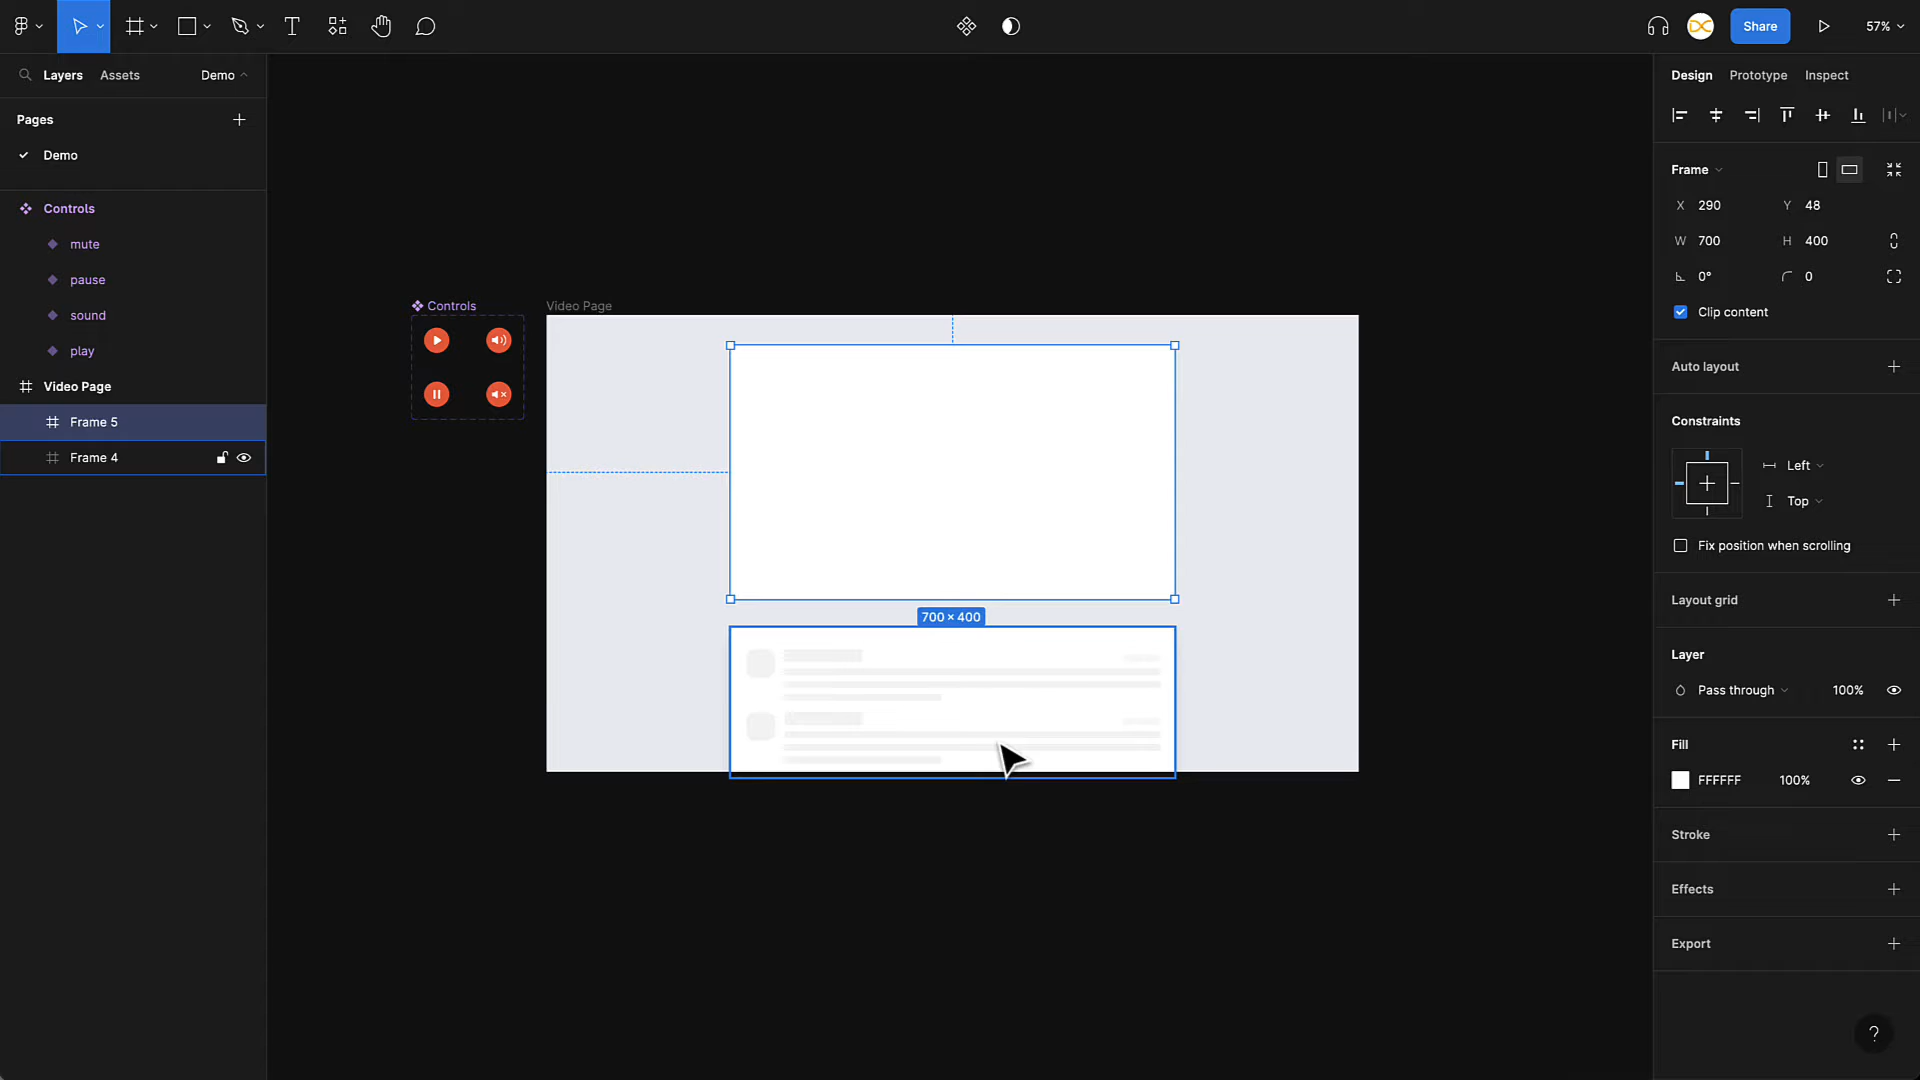 Share
57%
Layers
Assets
Demo
Design
Prototype
Inspect
Pages
Demo
Controls
mute
pause
sound
play
Video Page
Frame 5
Frame 4
Controls
Video Page
700 × 400
Frame
X 290
Y 48
W 700
H 400
0°
0
Clip content
Auto layout
Constraints
Left
Top
Fix position when scrolling
Layout grid
Layer
Pass through
100%
Fill
FFFFFF
100%
Stroke
Effects
Export
?